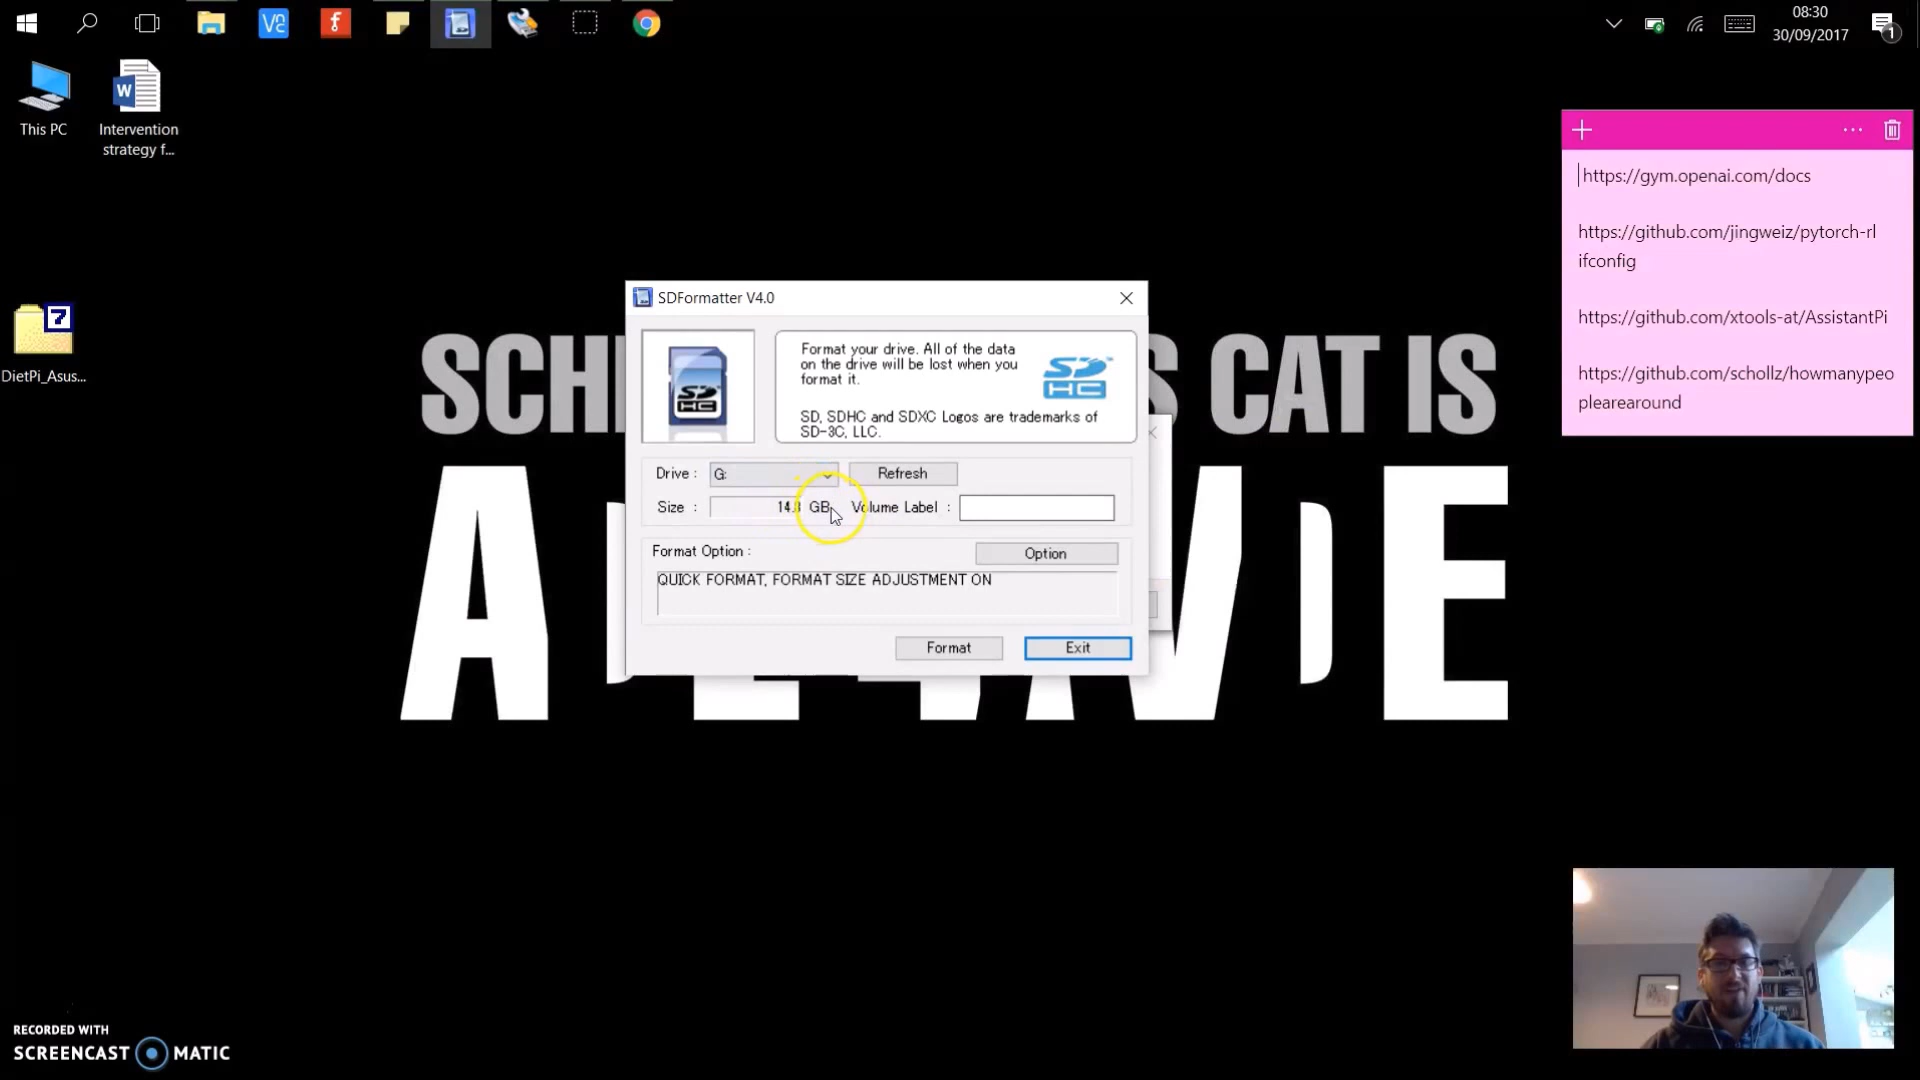 08:30
30/09/2017
1
This PC
Intervention
strategy f...
DietPi_Asus...
https://gym.openai.com/docs
https://github.com/jingweiz/pytorch-rl
ifconfig
https://github.com/xtools-at/AssistantPi
https://github.com/schollz/howmanypeo
plearearound
SCH
S CAT IS
SDFormatter V4.0
Format your drive. All of the data
on the drive will be lost when you
format it.
SD, SDHC and SDXC Logos are trademarks of
SD-3C, LLC.
Drive :
G:
Refresh
Size :
GB
Volume Label :
Format Option :
Option
QUICK FORMAT, FORMAT SIZE ADJUSTMENT ON
Format
Exit
RECORDED WITH
SCREENCAST MATIC